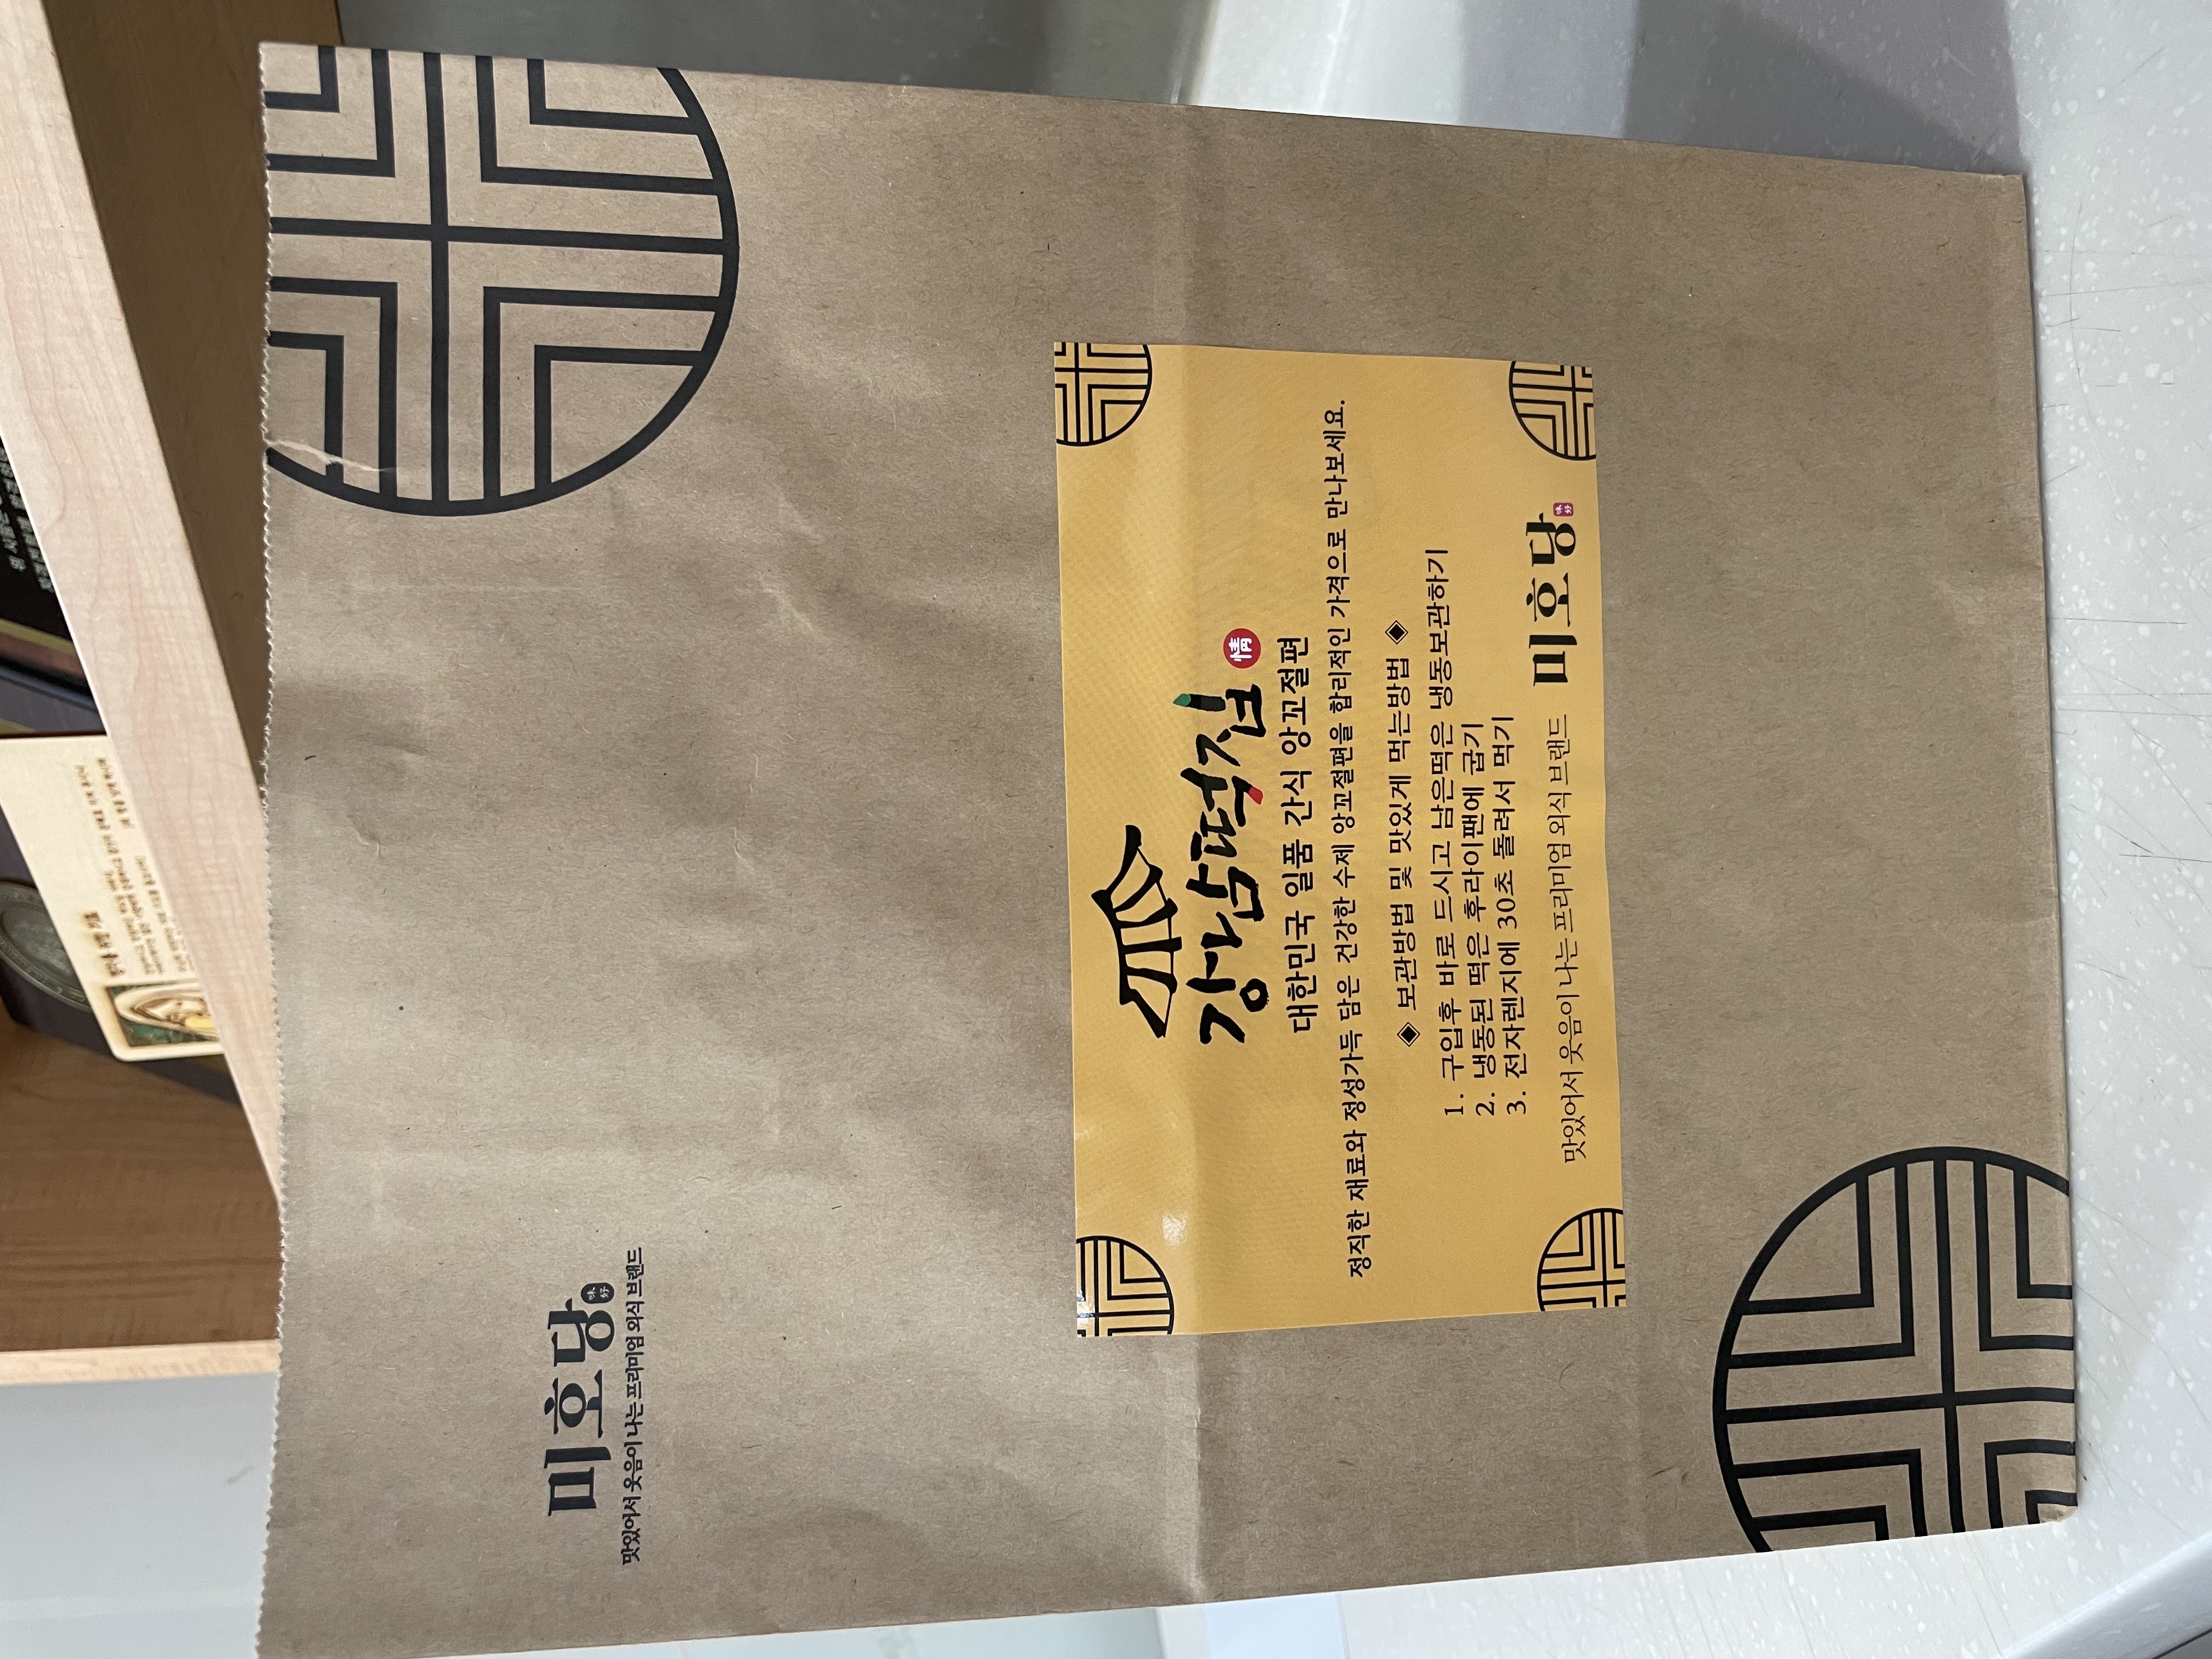 미호당
味好
맛있어서 웃음이 나는 프리미엄 외식 브랜드
강남떡집
情
대한민국 일품 간식 앙꼬절편
정직한 재료와 정성가득 담은 건강한 수제 앙꼬절편을 합리적인 가격으로 만나보세요.
◈ 보관방법 및 맛있게 먹는방법 ◈
1. 구입후 바로 드시고 남은떡은 냉동보관하기
2. 냉동된 떡은 후라이팬에 굽기
3. 전자렌지에 30초 돌려서 먹기
맛있어서 웃음이 나는 프리미엄 외식 브랜드 미호당
味好